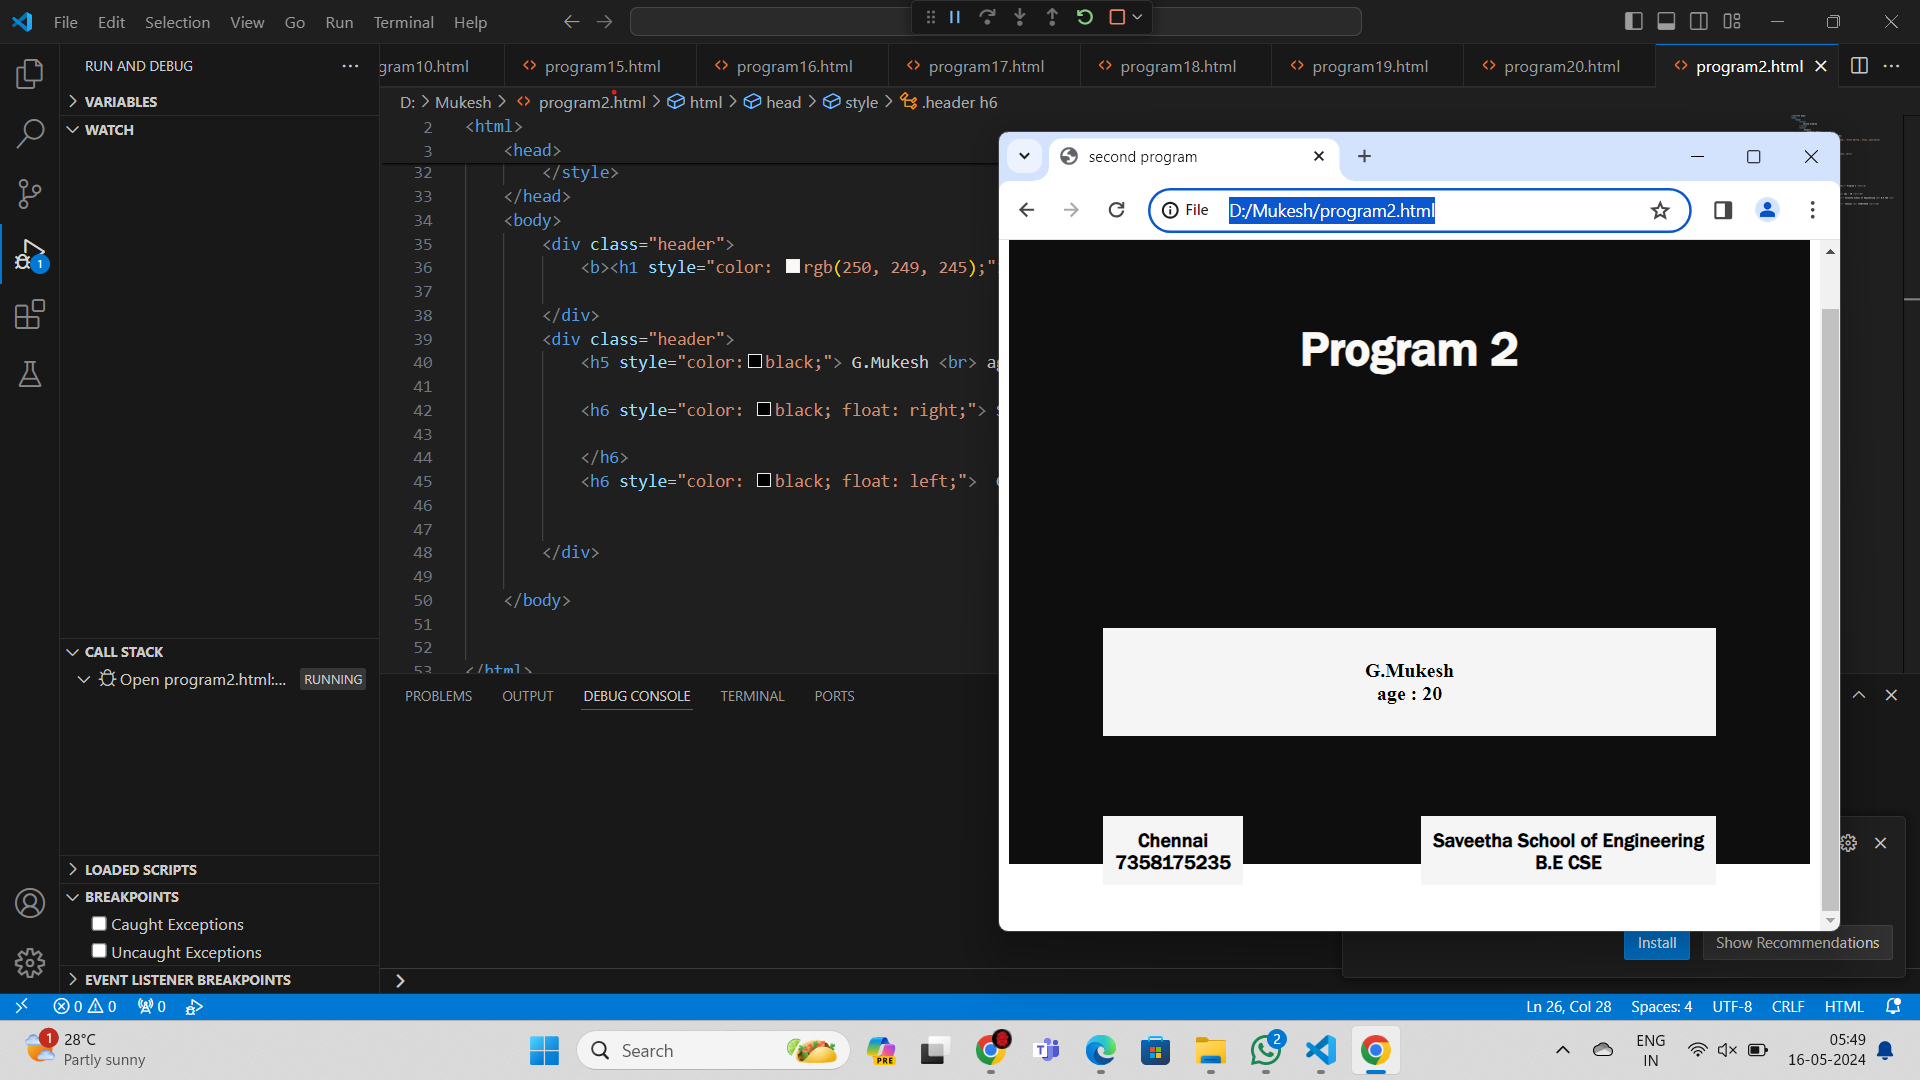 File Edit Selection View Go Run Terminal Help
RUN AND DEBUG
gram10.html program15.html program16.html program17.html program18.html program19.html program20.html program2.html
VARIABLES
WATCH
D: > Mukesh > program2.html > html > head > style > .header h6
2 <html>
3 <head>
32 </style>
33 </head>
34 <body>
35 <div class="header">
36 <b><h1 style="color: rgb(250, 249, 245);"
37
38 </div>
39 <div class="header">
40 <h5 style="color:black;"> G.Mukesh <br> ag
41
42 <h6 style="color: black; float: right;">
43
44 </h6>
45 <h6 style="color: black; float: left;">
46
47
48 </div>
49
50 </body>
51
52
53 </html>
second program
File D:/Mukesh/program2.html
Program 2
G.Mukesh
age : 20
Chennai
7358175235
Saveetha School of Engineering
B.E CSE
CALL STACK
Open program2.html:... RUNNING
PROBLEMS OUTPUT DEBUG CONSOLE TERMINAL PORTS
LOADED SCRIPTS
BREAKPOINTS
Caught Exceptions
Uncaught Exceptions
EVENT LISTENER BREAKPOINTS
1
Install Show Recommendations
0 0 0
Ln 26, Col 28 Spaces: 4 UTF-8 CRLF HTML
1
28°C
Partly sunny
Search
PRE
2
ENG
IN
05:49
16-05-2024